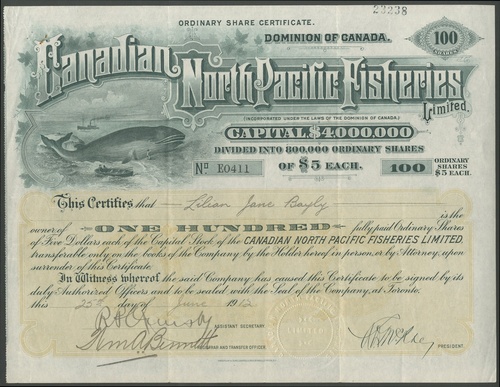 23238
ORDINARY SHARE CERTIFICATE.
DOMINION OF CANADA.
100
SHARES
Canadian
North Pacific Fisheries
Limited.
(INCORPORATED UNDER THE LAWS OF THE DOMINION OF CANADA.)
CAPITAL $4,000,000
DIVIDED INTO 800,000 ORDINARY SHARES
No E0411 OF $5 EACH. 100 ORDINARY SHARES $5 EACH.
This Certifies that Lilian Jane Bayly
is the
owner of ONE HUNDRED fully paid Ordinary Shares
of Five Dollars each of the Capital Stock of the CANADIAN NORTH PACIFIC FISHERIES LIMITED,
transferable only on the books of the Company by the Holder hereof in person, or by Attorney, upon
surrender of this Certificate.
In Witness whereof the said Company has caused this Certificate to be signed by its
duly Authorized Officers and to be sealed with the Seal of the Company, at Toronto.
this 25th day of June 1912
ASSISTANT SECRETARY
Wm A Bennett
REGISTRAR AND TRANSFER OFFICER.
PRESIDENT.
LIMITED